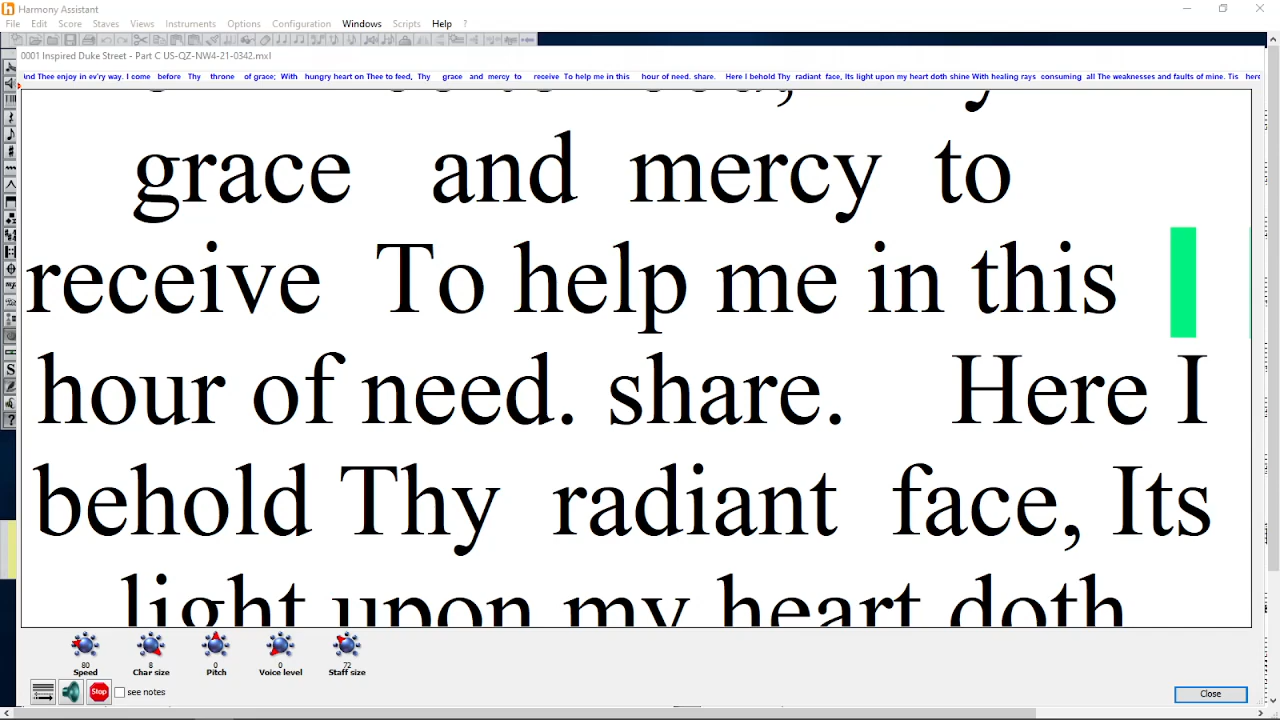 Harmony Assistant
File Edit Score Staves Views Instruments Options Configuration Windows Scripts Help ?
0001 Inspired Duke Street - Part C US-QZ-NW4-21-0342.mxl
And Thee enjoy in ev'ry way. I come before Thy throne of grace; With hungry heart on Thee to feed, Thy grace and mercy to receive To help me in this hour of need. share. Here I behold Thy radiant face, Its light upon my heart doth shine With healing rays consuming all The weaknesses and faults of mine. Tis here
grace and mercy to
receive To help me in this
hour of need. share. Here I
behold Thy radiant face, Its
light upon my heart doth
80 8 0 0 72
Speed Char size Pitch Voice level Staff size
Stop see notes Close